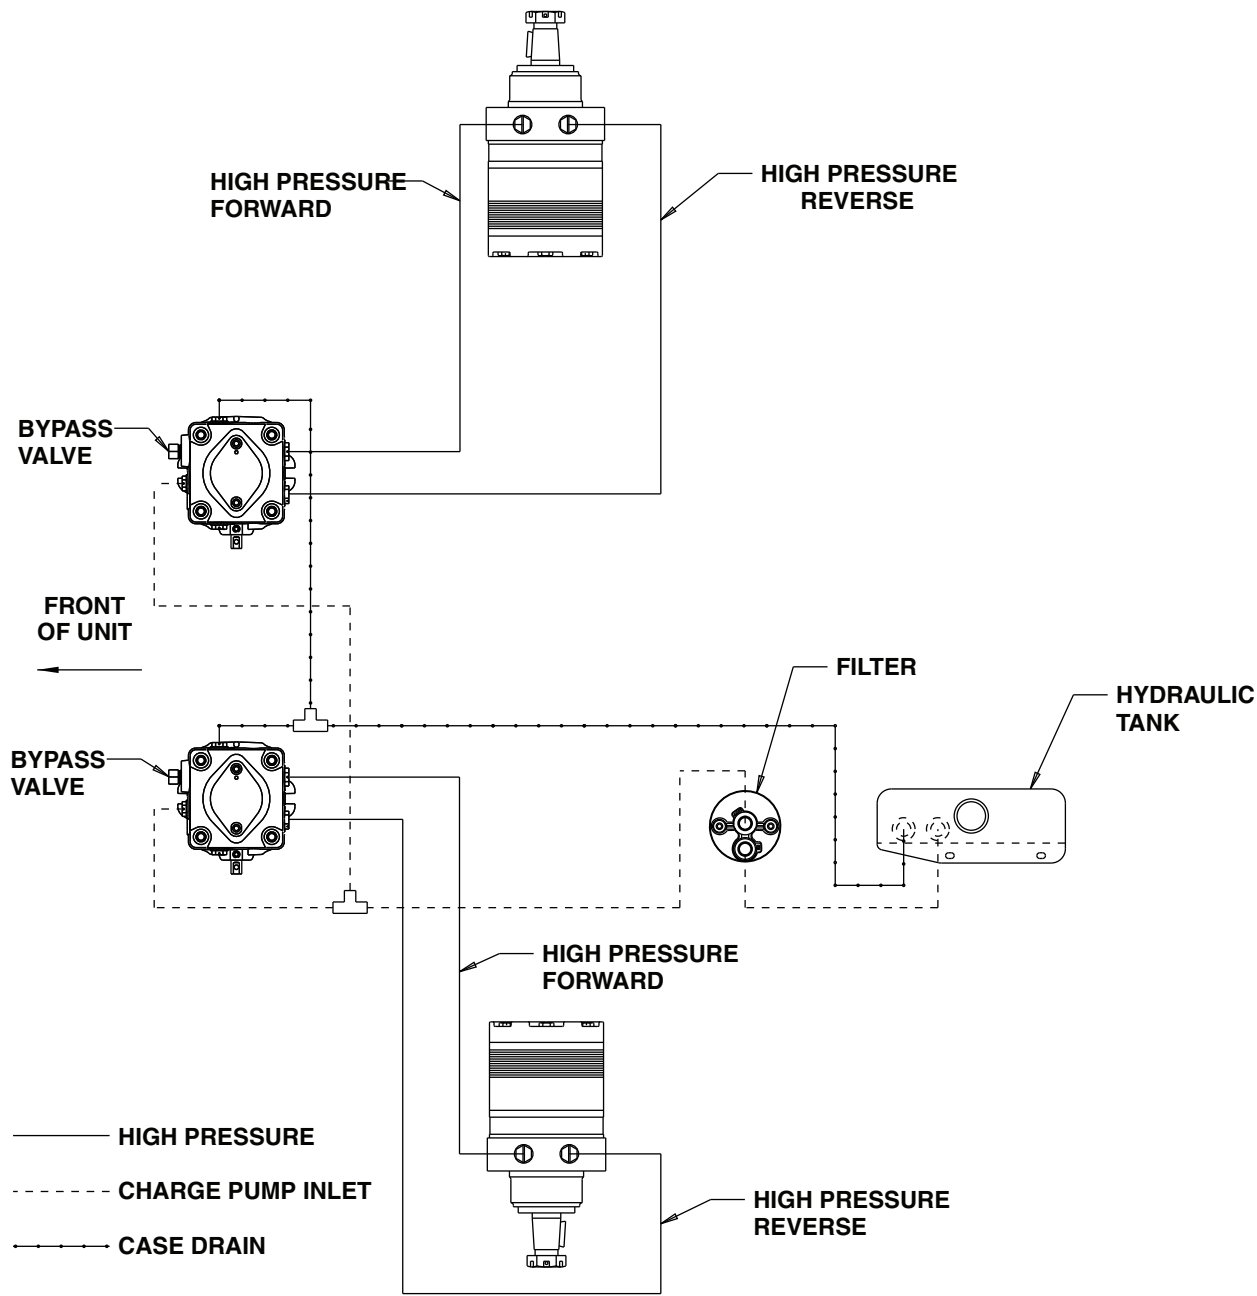 HIGH PRESSURE
FORWARD
HIGH PRESSURE
REVERSE
BYPASS
VALVE
FRONT
OF UNIT
FILTER
HYDRAULIC
TANK
BYPASS
VALVE
HIGH PRESSURE
FORWARD
HIGH PRESSURE
CHARGE PUMP INLET
CASE DRAIN
HIGH PRESSURE
REVERSE